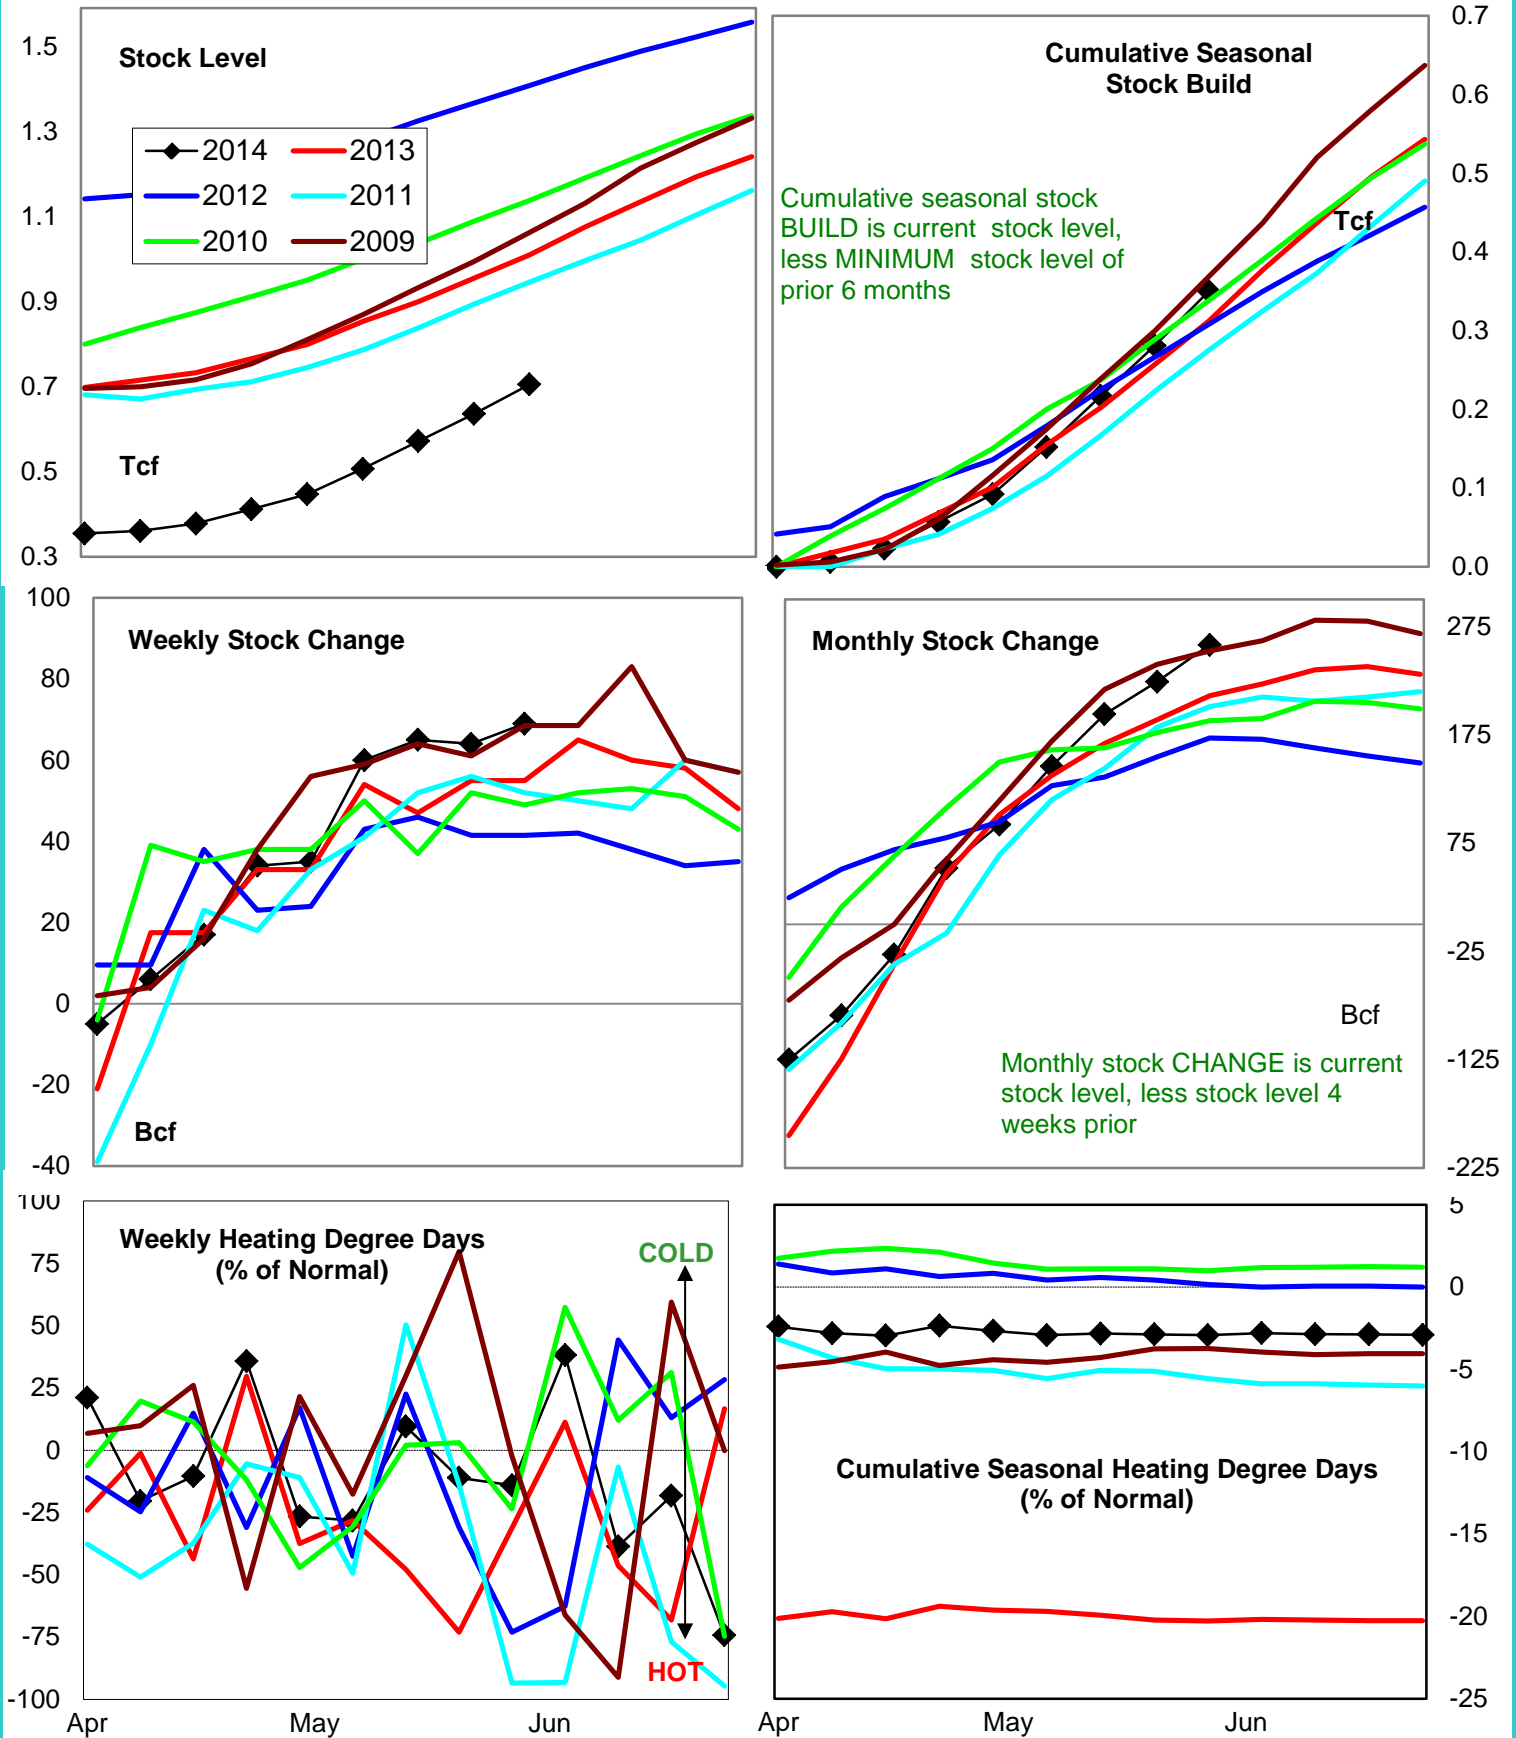 Stock Level
1.5
1.3
1.1
0.9
0.7
0.5
0.3
2014
2013
2012
2011
2010
2009
Tcf
Cumulative Seasonal
Stock Build
0.7
0.6
0.5
0.4
0.3
0.2
0.1
0.0
Cumulative seasonal stock
BUILD is current stock level,
less MINIMUM stock level of
prior 6 months
Tcf
Weekly Stock Change
100
80
60
40
20
0
-20
-40
Bcf
Monthly Stock Change
275
175
75
-25
-125
-225
Bcf
Monthly stock CHANGE is current
stock level, less stock level 4
weeks prior
Weekly Heating Degree Days
(% of Normal)
100
75
50
25
0
-25
-50
-75
-100
COLD
HOT
Apr
May
Jun
5
0
-5
-10
-15
-20
-25
Cumulative Seasonal Heating Degree Days
(% of Normal)
Apr
May
Jun